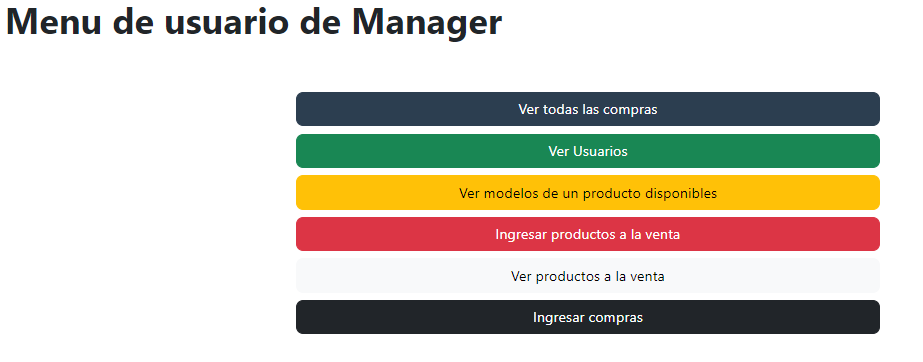 Menu de usuario de Manager
Ver todas las compras
Ver Usuarios
Ver modelos de un producto disponibles
Ingresar productos a la venta
Ver productos a la venta
Ingresar compras